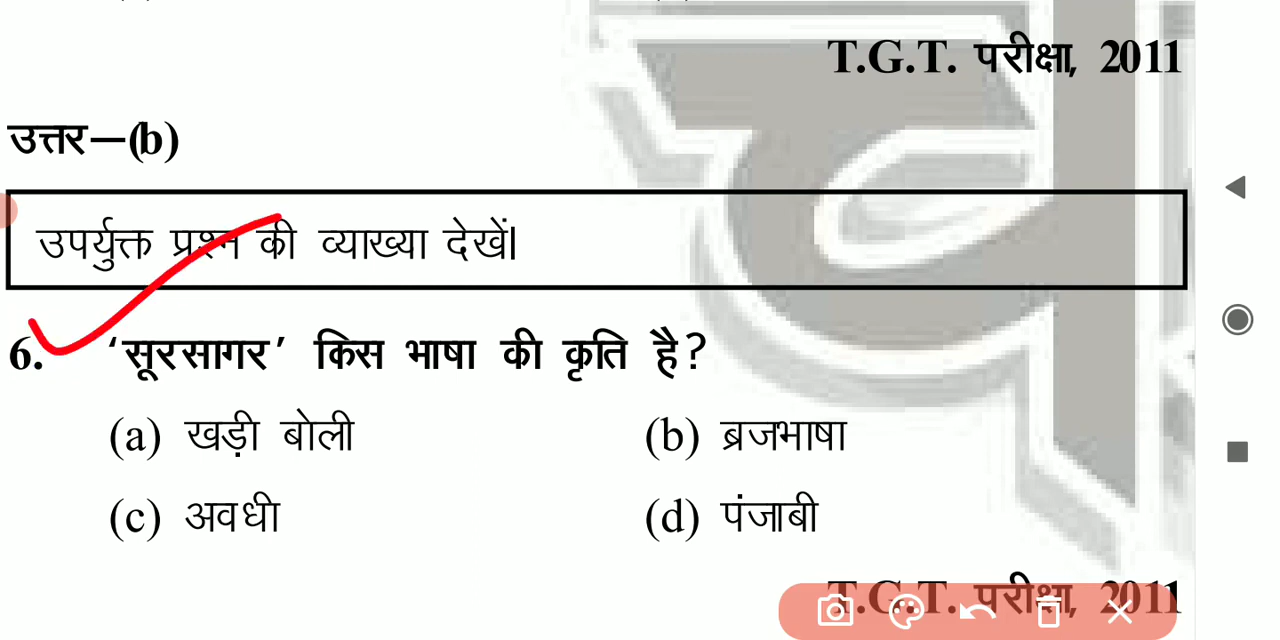 T.G.T. परीक्षा, 2011
उत्तर—(b)
उपर्युक्त प्रश्न की व्याख्या देखें।
6. ‘सूरसागर’ किस भाषा की कृति है?
(a) खड़ी बोली (b) ब्रजभाषा
(c) अवधी (d) पंजाबी
T.G.T. परीक्षा, 2011